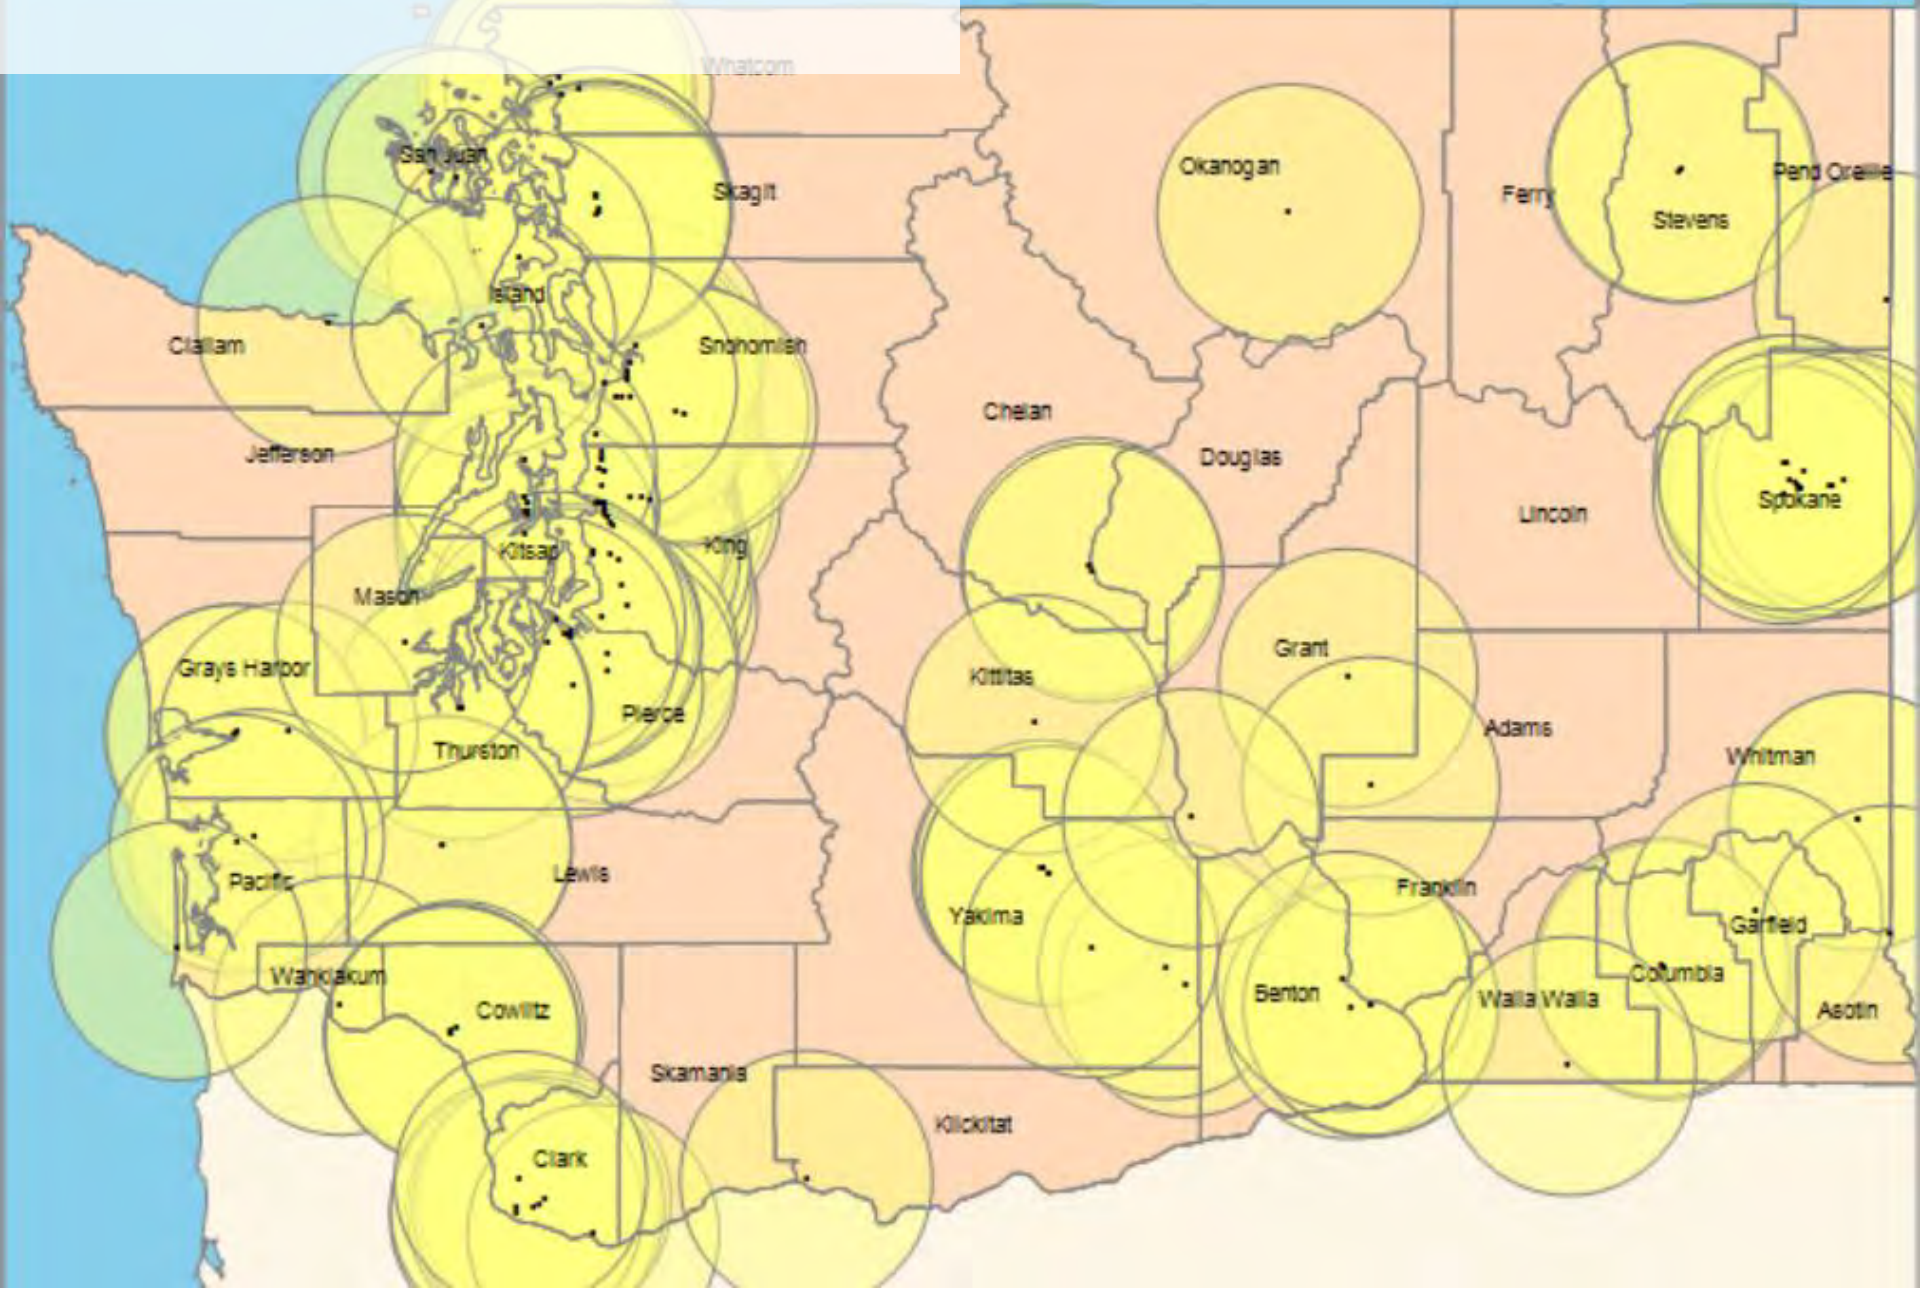 Whatcom
San Juan
Skagit
Okanogan
Ferry
Stevens
Pend Oreille
Island
Clallam
Snohomish
Chelan
Jefferson
Douglas
Lincoln
Spokane
Kitsap
King
Mason
Grays Harbor
Kittitas
Grant
Pierce
Thurston
Adams
Whitman
Pacific
Lewis
Yakima
Franklin
Garfield
Wahkiakum
Cowlitz
Benton
Walla Walla
Columbia
Asotin
Skamania
Klickitat
Clark